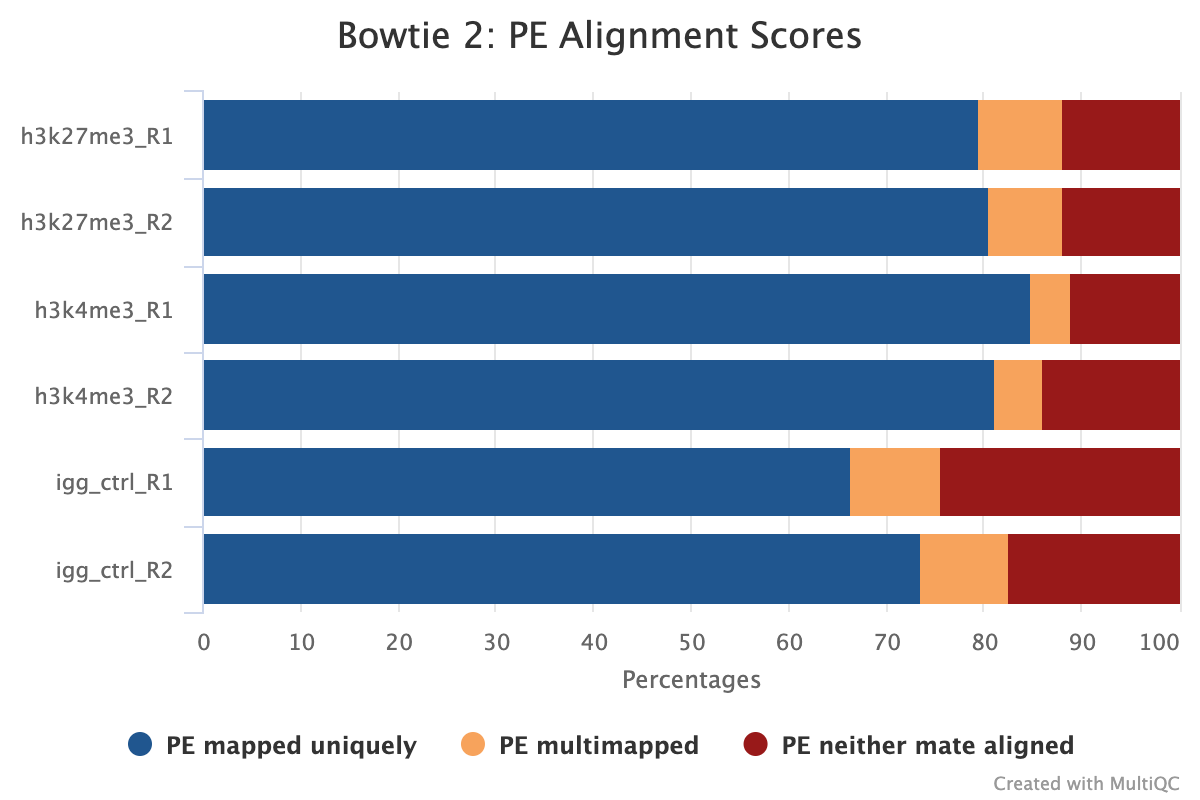 Bowtie 2: PE Alignment Scores
h3k27me3_R1
h3k27me3_R2
h3k4me3_R1
h3k4me3_R2
igg_ctrl_R1
igg_ctrl_R2
0 10 20 30 40 50 60 70 80 90 100
Percentages
PE mapped uniquely PE multimapped PE neither mate aligned
Created with MultiQC